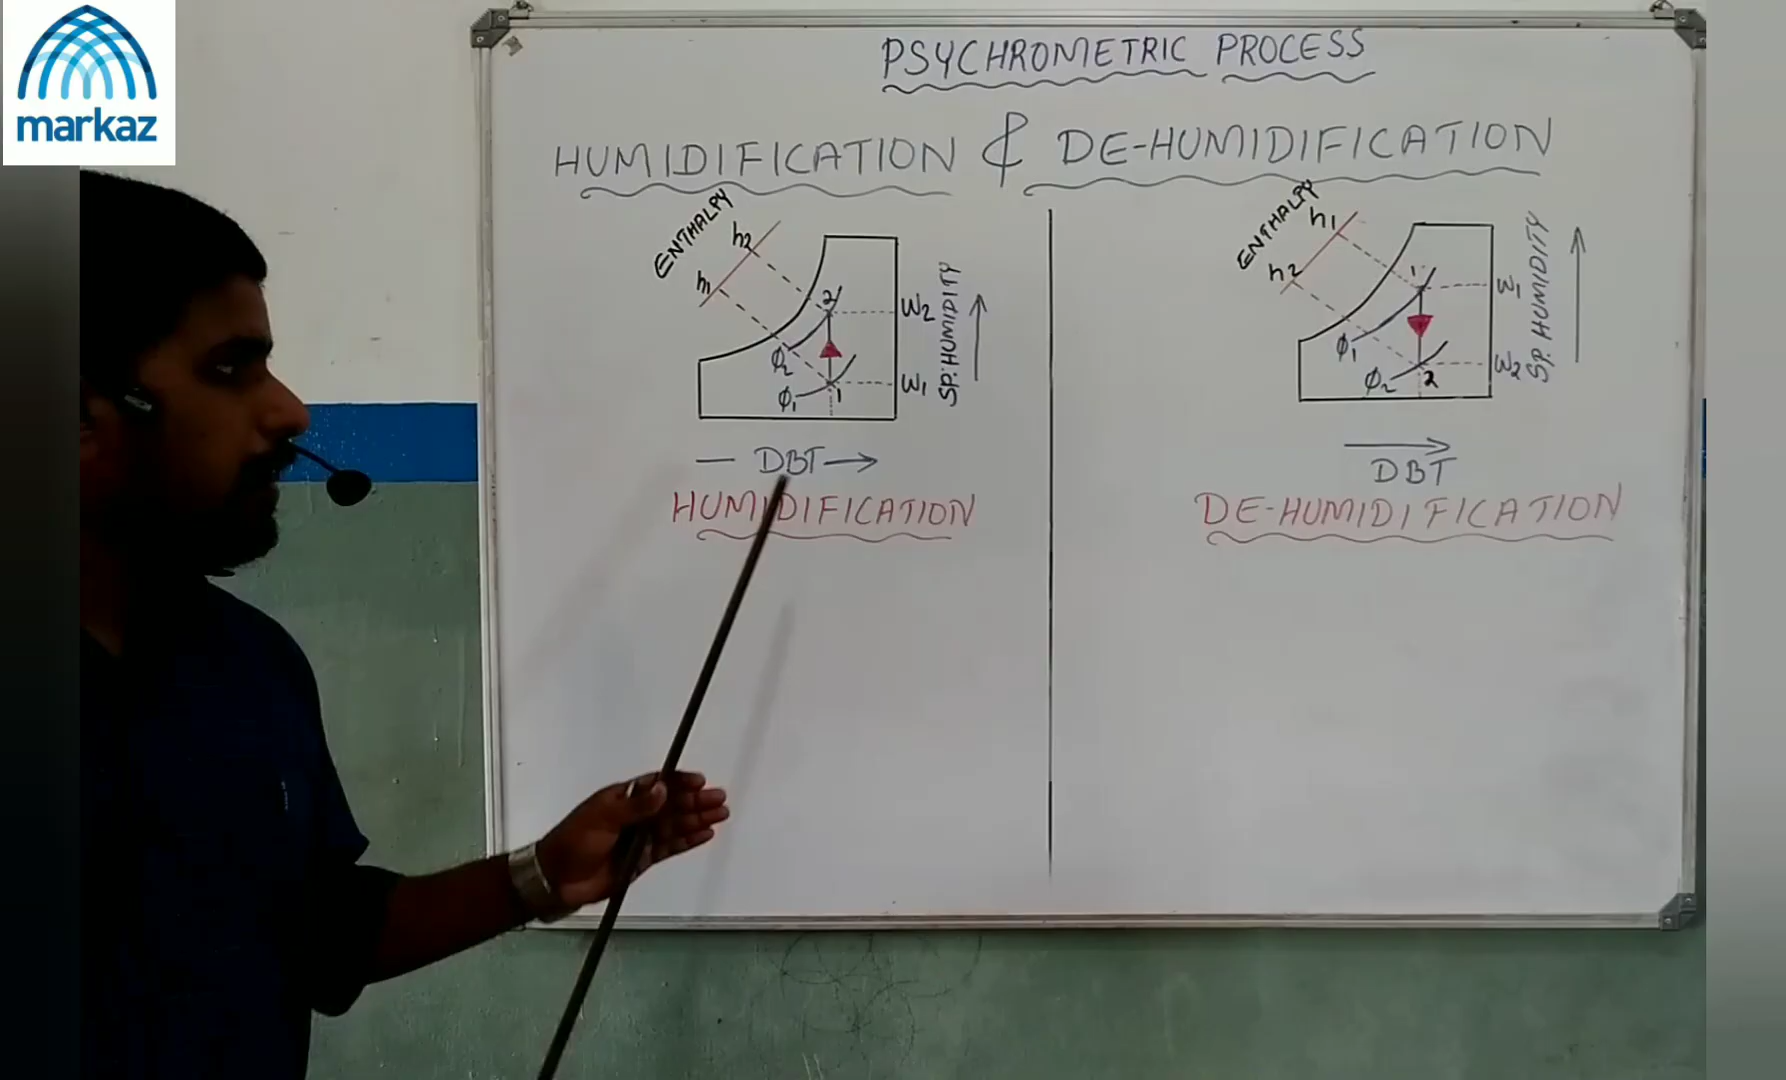 markaz
PSYCHROMETRIC PROCESS
HUMIDIFICATION & DE-HUMIDIFICATION
ENTHALPY
h2
h1
2
W2
ϕ2
W1
ϕ1
1
SP. HUMIDITY
DBT
HUMIDIFICATION
ENTHALPY
h1
h2
1
W1
ϕ1
W2
ϕ2
2
SP. HUMIDITY
DBT
DE-HUMIDIFICATION